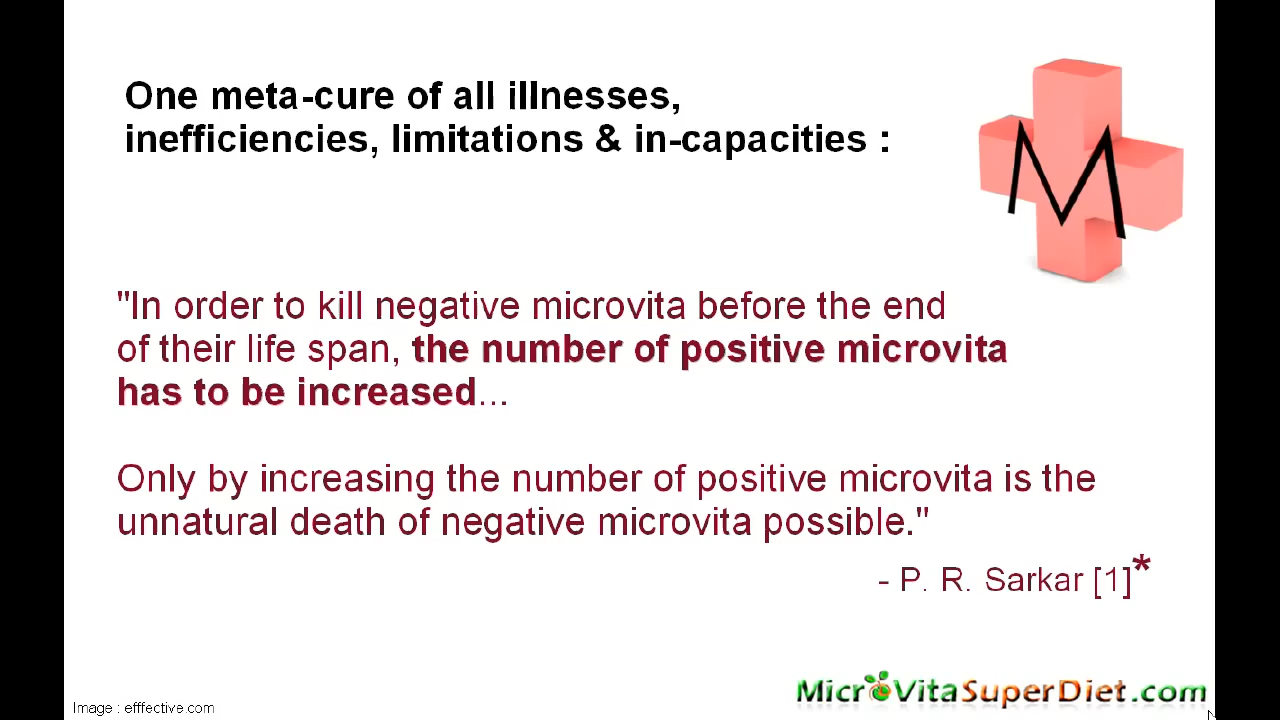 One meta-cure of all illnesses,
inefficiencies, limitations & in-capacities :
M
"In order to kill negative microvita before the end
of their life span, the number of positive microvita
has to be increased...
Only by increasing the number of positive microvita is the
unnatural death of negative microvita possible."
- P. R. Sarkar [1]*
MicroVitaSuperDiet.com
Image : efffective.com